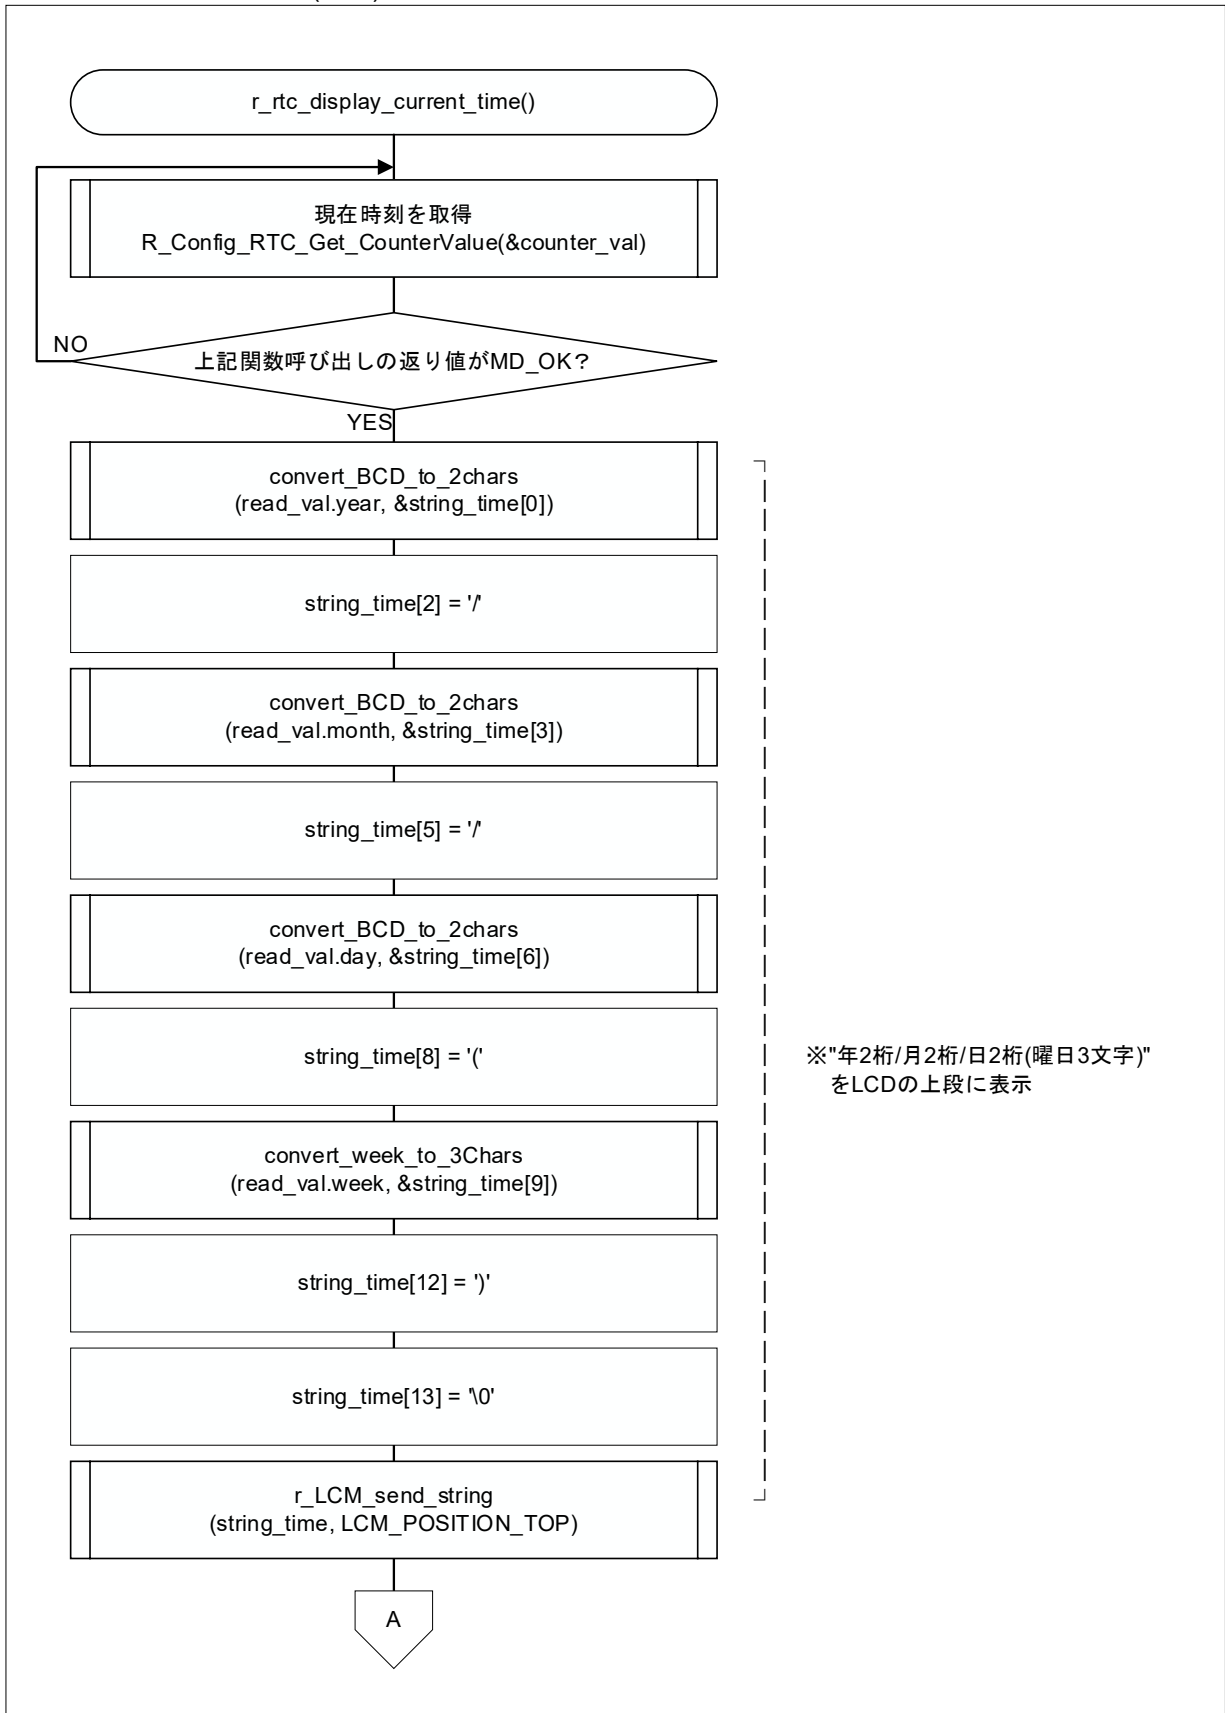 r_rtc_display_current_time()
現在時刻を取得
R_Config_RTC_Get_CounterValue(&counter_val)
NO
上記関数呼び出しの返り値がMD_OK?
YES
convert_BCD_to_2chars
(read_val.year, &string_time[0])
string_time[2] = '/'
convert_BCD_to_2chars
(read_val.month, &string_time[3])
string_time[5] = '/'
convert_BCD_to_2chars
(read_val.day, &string_time[6])
string_time[8] = '('
※"年2桁/月2桁/日2桁(曜日3文字)"
をLCDの上段に表示
convert_week_to_3Chars
(read_val.week, &string_time[9])
string_time[12] = ')'
string_time[13] = '\0'
r_LCM_send_string
(string_time, LCM_POSITION_TOP)
A